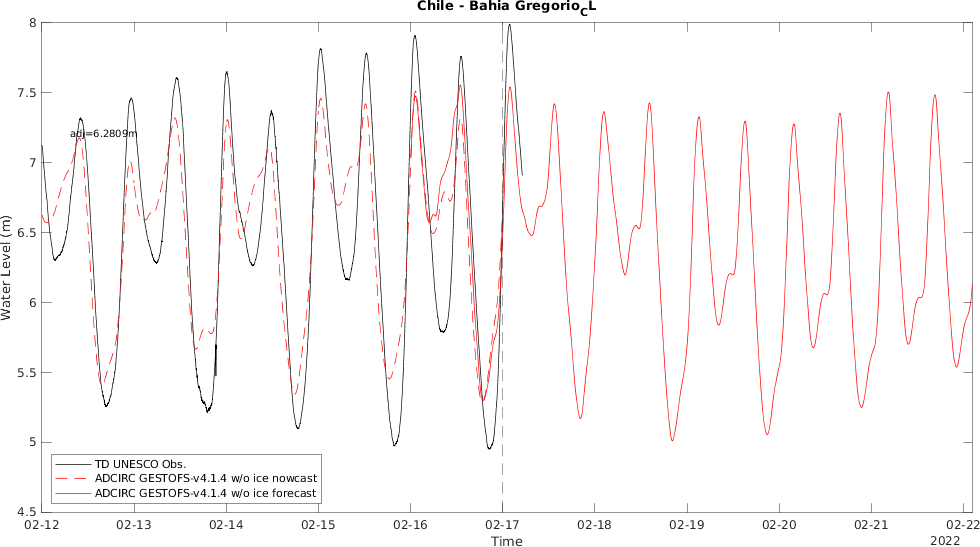 Chile - Bahia GregorioCL
8
7.5
7
6.5
6
5.5
5
4.5
Water Level (m)
adj=6.2809m
TD UNESCO Obs.
ADCIRC GESTOFS-v4.1.4 w/o ice nowcast
ADCIRC GESTOFS-v4.1.4 w/o ice forecast
02-12 02-13 02-14 02-15 02-16 02-17 02-18 02-19 02-20 02-21 02-22
Time
2022